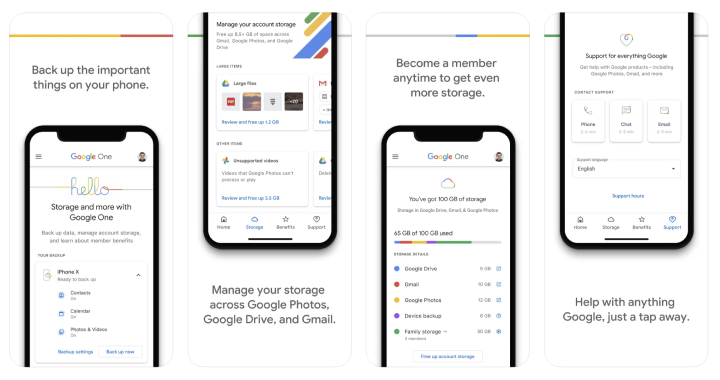 Back up the important
things on your phone.
Google One
hello
Storage and more with
Google One
Back up data, manage account storage,
and learn about member benefits
YOUR BACKUP
iPhone X
Ready to back up
Contacts
On
Calendar
On
Photos & Videos
On
Backup settings
Back up now
Manage your account storage
Free up 8.6+ GB of space across
Gmail, Google Photos, and Google
Drive
LARGE ITEMS
Large files
+20
Review and free up 1.2 GB
Review
OTHER ITEMS
Unsupported videos
Videos that Google Photos can't
process or play
Review and free up 5.5 GB
Review
Home
Storage
Benefits
Support
Manage your storage
across Google Photos,
Google Drive, and Gmail.
Become a member
anytime to get even
more storage.
Google One
You've got 100 GB of storage
Storage in Google Drive, Gmail, & Google Photos
65 GB of 100 GB used
STORAGE DETAILS
Google Drive 5 GB
Gmail 10 GB
Google Photos 12 GB
Device backup 8 GB
Family storage 30 GB
3 members
Free up account storage
Support for everything Google
Get help with Google products – including
Google Photos, Gmail, and more
CONTACT SUPPORT
Phone
Chat
Email
Support language
English
Support hours
Home
Storage
Benefits
Support
Help with anything
Google, just a tap away.